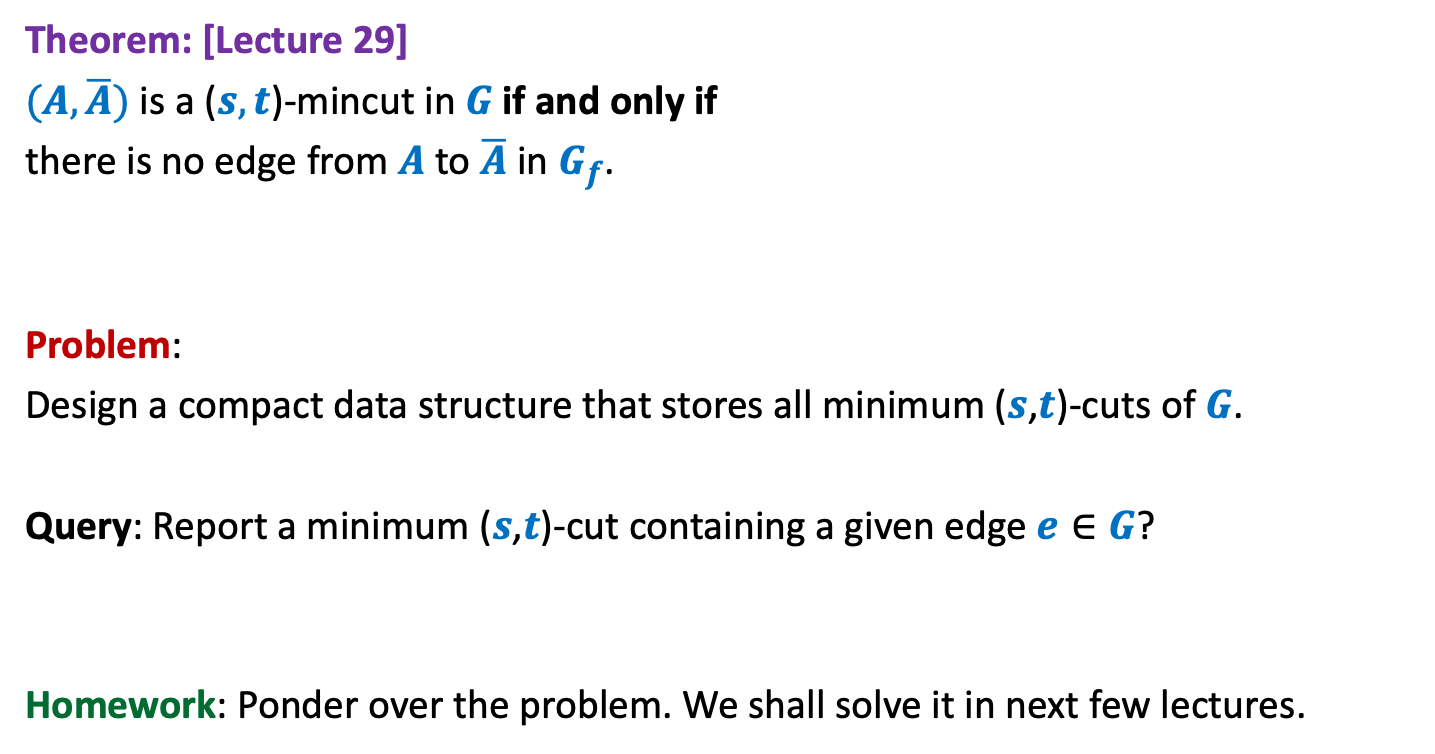 Theorem: [Lecture 29]
(A, A̅) is a (s, t)-mincut in G if and only if
there is no edge from A to A̅ in G_f.
Problem:
Design a compact data structure that stores all minimum (s,t)-cuts of G.
Query: Report a minimum (s,t)-cut containing a given edge e ∈ G?
Homework: Ponder over the problem. We shall solve it in next few lectures.